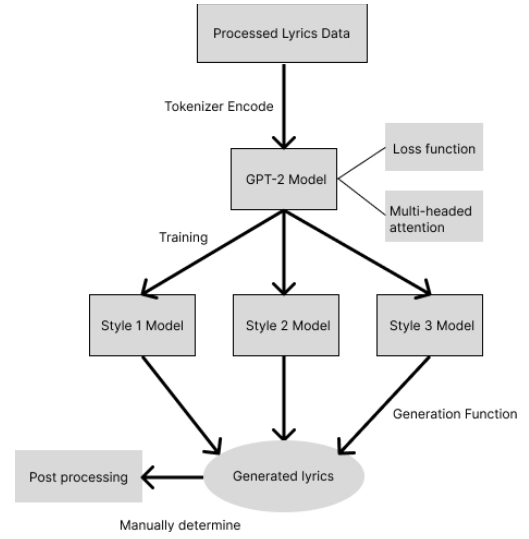 Processed Lyrics Data
Tokenizer Encode
Loss function
GPT-2 Model
Multi-headed
attention
Training
Style 1 Model
Style 2 Model
Style 3 Model
Generation Function
Post processing
Generated lyrics
Manually determine